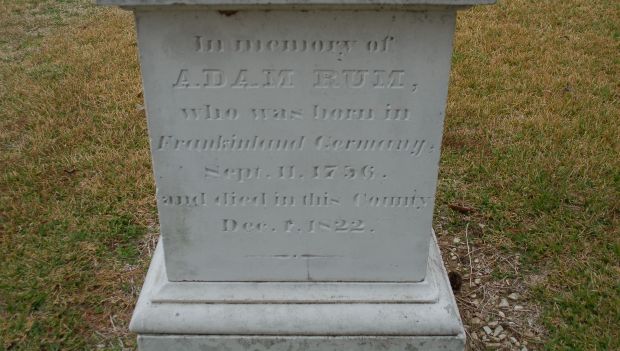 In memory of
ADAM RUM,
who was born in
Frankinland Germany,
Sept. 11. 1756.
and died in this County
Dec. 1. 1822.